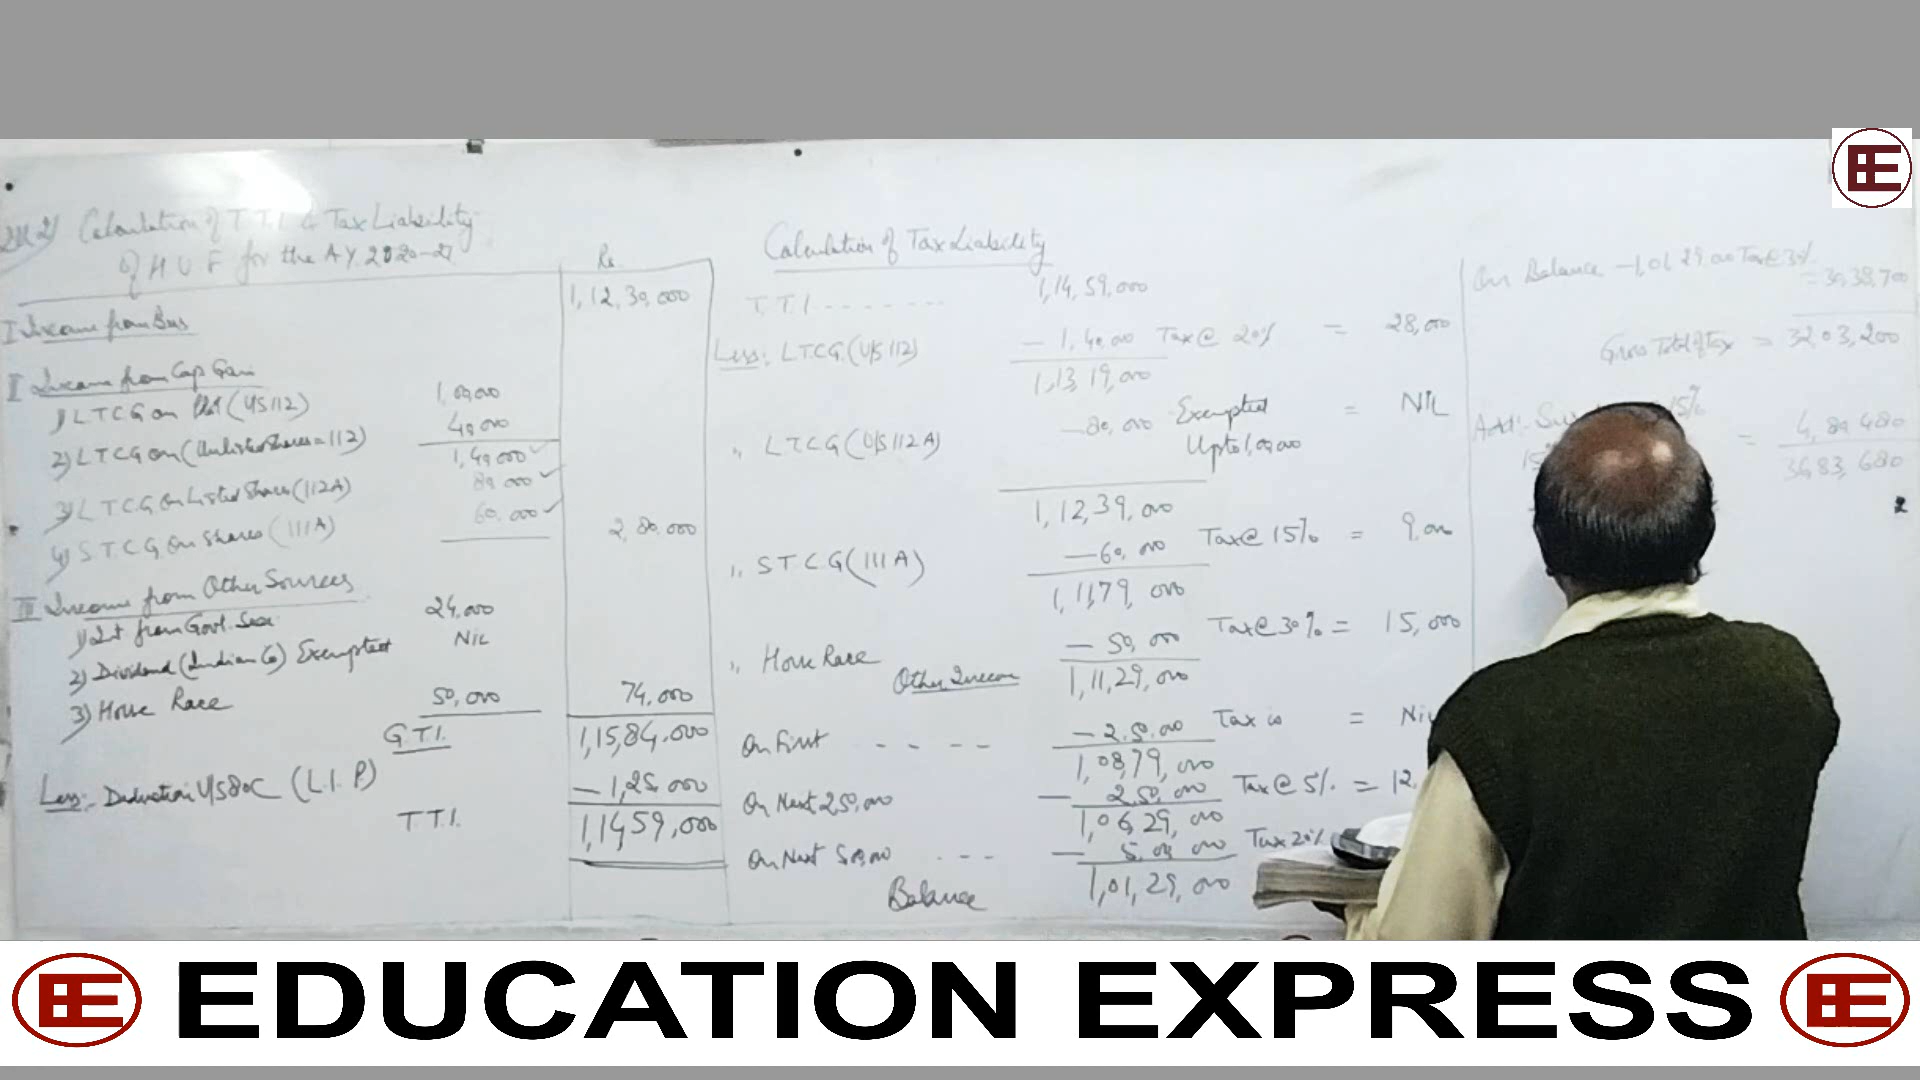 Calculation of T.T.I. & Tax Liability
of H U F for the A.Y. 2020-21
Rs.
I Income from Bus
1,12,30,000
II Income from Cap Gain
1) LTCG on Plot (U/S 112)
1,00,000
2) LTCG on (Unlisted Shares - 112)
40,000
1,40,000 ✓
3) LTCG on Listed Shares (112A)
80,000 ✓
4) STCG on Shares (111A)
60,000 ✓
2,80,000
III Income from Other Sources
1) Int from Govt. Sec
24,000
2) Dividend (Indian Co) Exempted
Nil
3) Horse Race
50,000
74,000
G.T.I.
1,15,84,000
Less:- Deduction U/S 80C (L.I.P)
- 1,25,000
T.T.I.
1,14,59,000
Calculation of Tax Liability
T.T.I. - - - - - - -
1,14,59,000
Less: LTCG (U/S 112)
- 1,40,000 Tax @ 20% = 28,000
1,13,19,000
" LTCG (U/S 112A)
- 80,000 Exempted = NIL
Upto 1,00,000
1,12,39,000
" STCG (111A)
- 60,000 Tax @ 15% = 9,000
1,11,79,000
" Horse Race
- 50,000 Tax @ 30% = 15,000
Other Income
1,11,29,000
On First - - - -
- 2,50,000 Tax is =
1,08,79,000
On Next 2,50,000
- 2,50,000 Tax @ 5% = 12,
1,06,29,000
On Next 5,00,000 - - -
- 5,00,000 Tax 20%
Balance
1,01,29,000
On Balance - 1,01,29,000 Tax @ 30%
= 30,38,700
Gross Total of Tax = 32,03,200
Add:- 15%
= 4,80,480
36,83,680
EE
EE EDUCATION EXPRESS EE